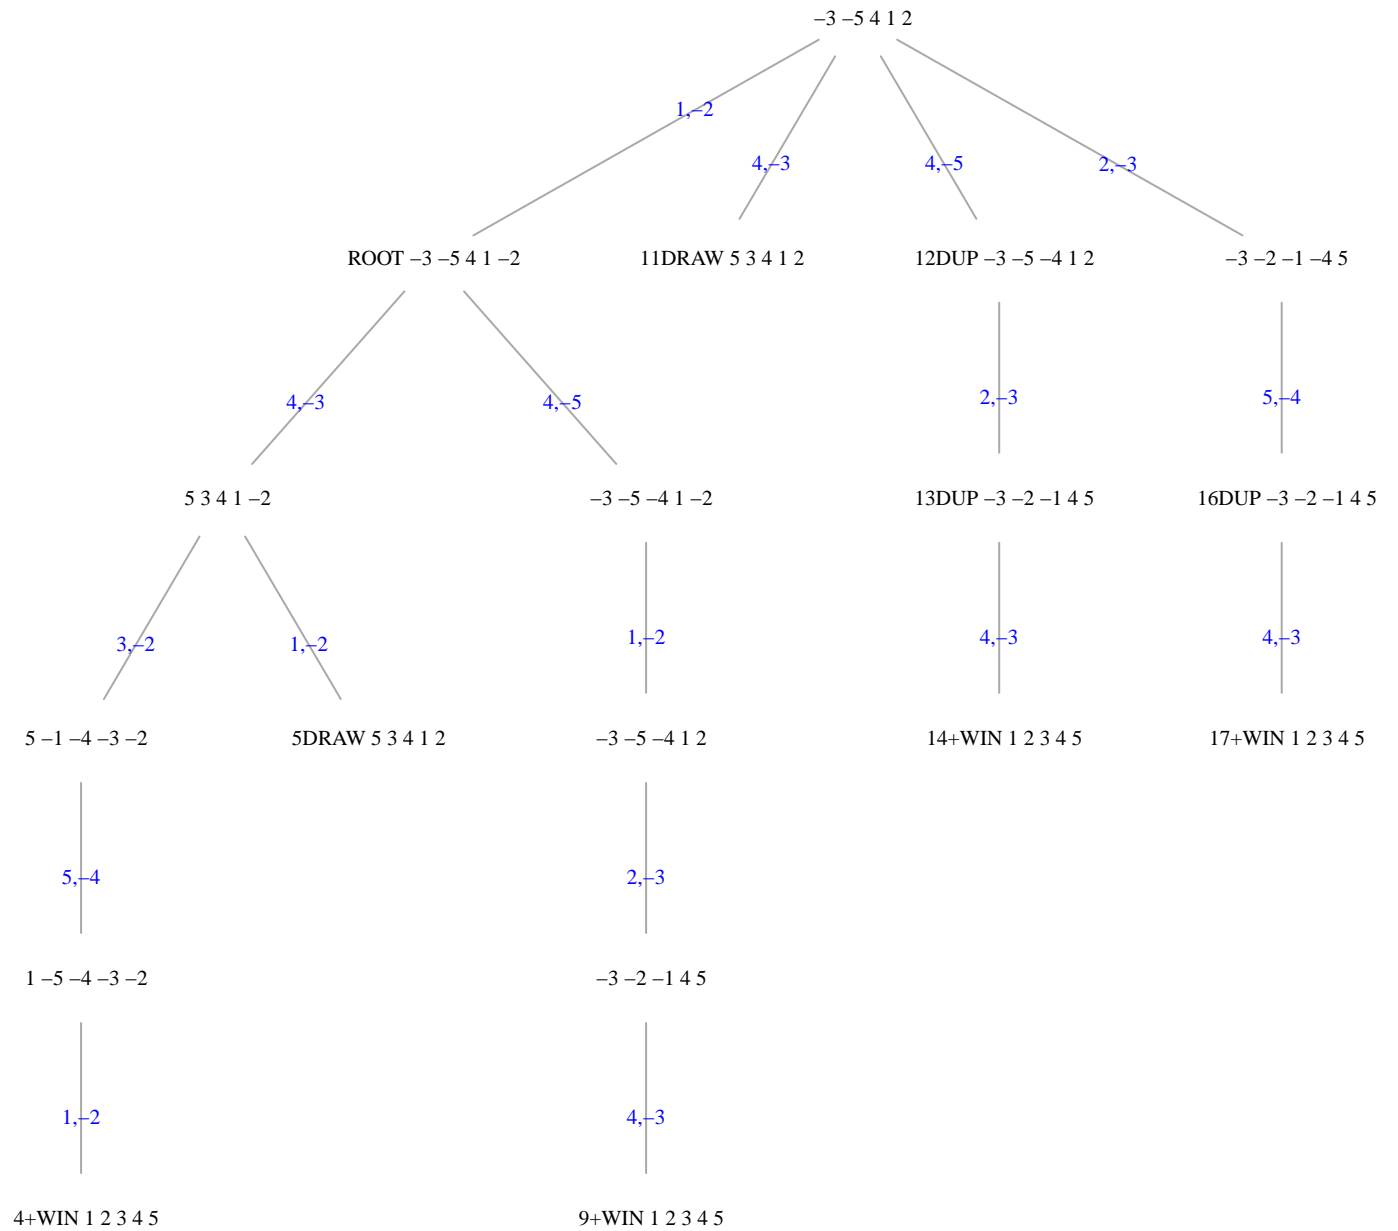 −3 −5 4 1 2
1,−2
4,−3
4,−5
2,−3
ROOT −3 −5 4 1 −2
11DRAW 5 3 4 1 2
12DUP −3 −5 −4 1 2
−3 −2 −1 −4 5
4,−3
4,−5
2,−3
5,−4
5 3 4 1 −2
−3 −5 −4 1 −2
13DUP −3 −2 −1 4 5
16DUP −3 −2 −1 4 5
3,−2
1,−2
1,−2
4,−3
4,−3
5 −1 −4 −3 −2
5DRAW 5 3 4 1 2
−3 −5 −4 1 2
14+WIN 1 2 3 4 5
17+WIN 1 2 3 4 5
5,−4
2,−3
1 −5 −4 −3 −2
−3 −2 −1 4 5
1,−2
4,−3
4+WIN 1 2 3 4 5
9+WIN 1 2 3 4 5